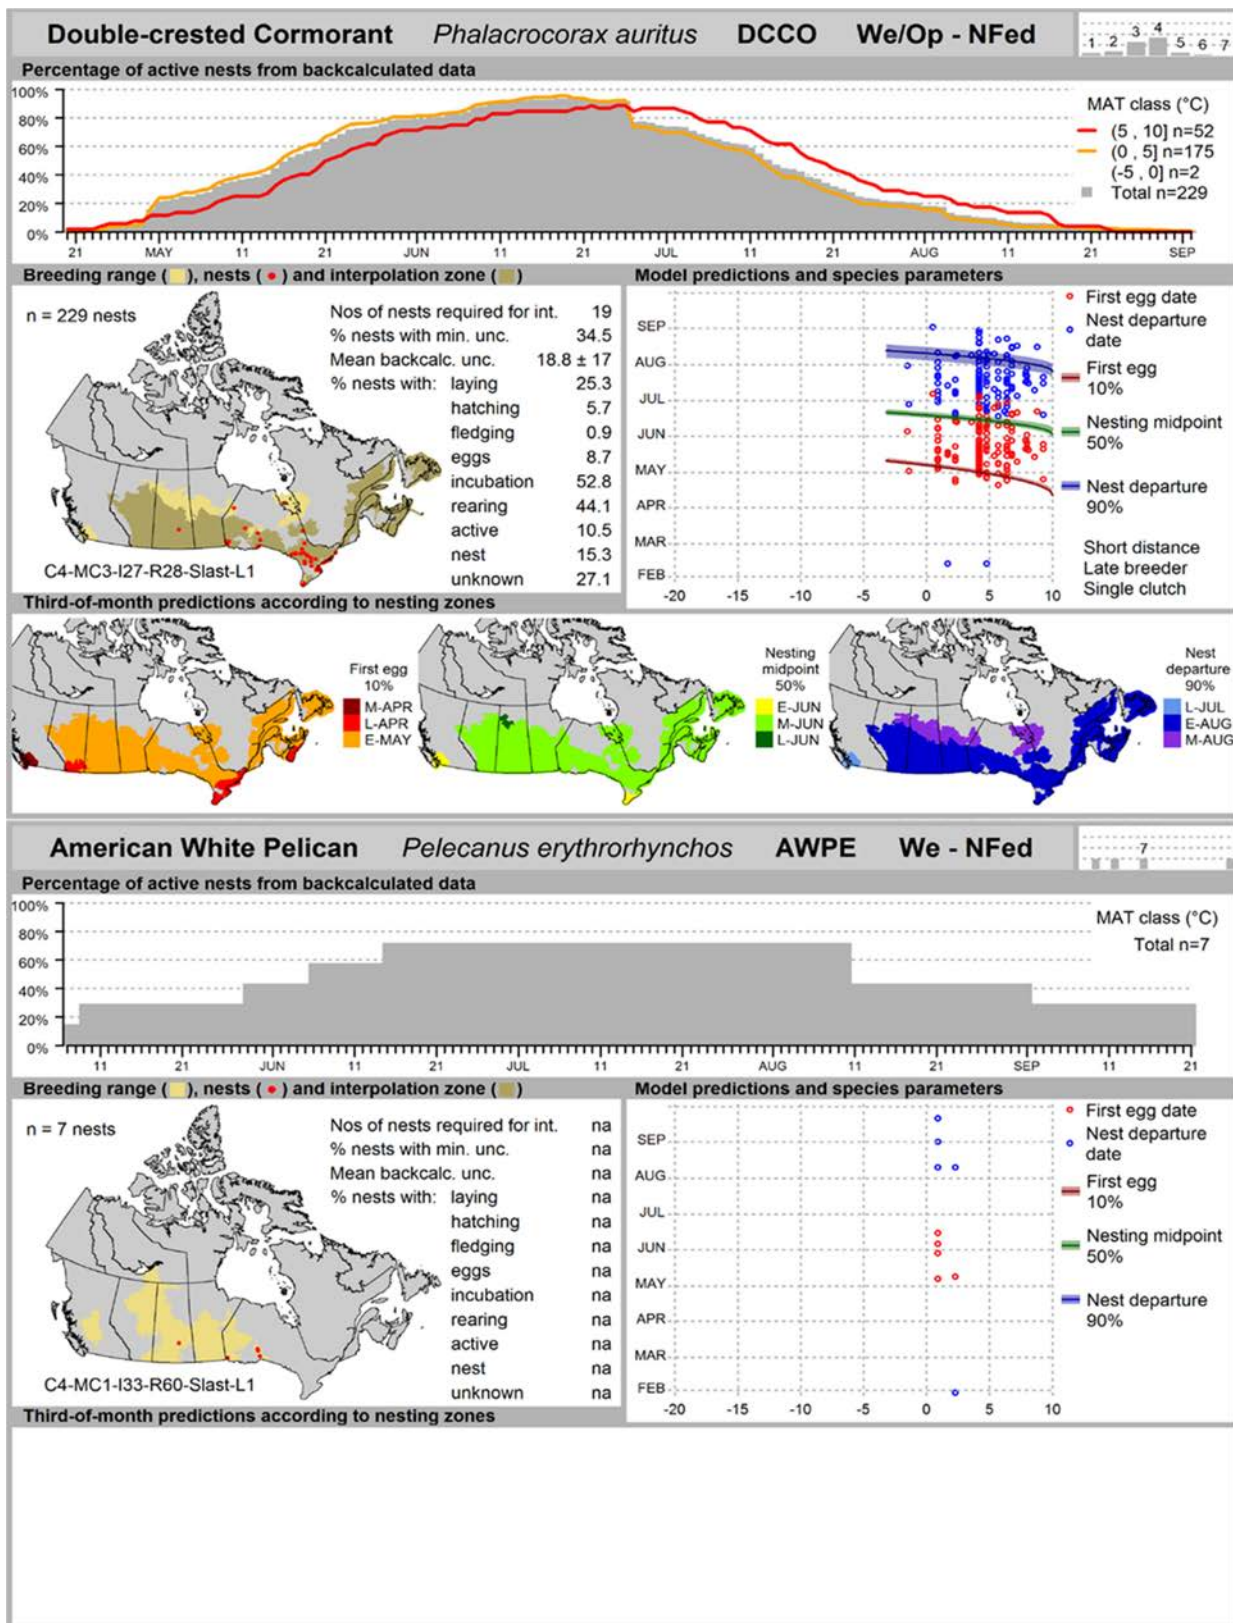 Double-crested Cormorant Phalacrocorax auritus DCCO We/Op - NFed
1 2 3 4 5 6 7
Percentage of active nests from backcalculated data
100%
80%
60%
40%
20%
0%
21 MAY 11 21 JUN 11 21 JUL 11 21 AUG 11 21 SEP
MAT class (°C)
(5 , 10] n=52
(0 , 5] n=175
(-5 , 0] n=2
Total n=229
Breeding range ( ), nests ( ) and interpolation zone ( )
n = 229 nests
Nos of nests required for int. 19
% nests with min. unc. 34.5
Mean backcalc. unc. 18.8 ± 17
% nests with: laying 25.3
hatching 5.7
fledging 0.9
eggs 8.7
incubation 52.8
rearing 44.1
active 10.5
nest 15.3
unknown 27.1
C4-MC3-I27-R28-Slast-L1
Model predictions and species parameters
SEP
AUG
JUL
JUN
MAY
APR
MAR
FEB
-20 -15 -10 -5 0 5 10
First egg date
Nest departure
date
First egg
10%
Nesting midpoint
50%
Nest departure
90%
Short distance
Late breeder
Single clutch
Third-of-month predictions according to nesting zones
First egg
10%
M-APR
L-APR
E-MAY
Nesting
midpoint
50%
E-JUN
M-JUN
L-JUN
Nest
departure
90%
L-JUL
E-AUG
M-AUG
American White Pelican Pelecanus erythrorhynchos AWPE We - NFed
7
Percentage of active nests from backcalculated data
100%
80%
60%
40%
20%
0%
11 21 JUN 11 21 JUL 11 21 AUG 11 21 SEP 11 21
MAT class (°C)
Total n=7
Breeding range ( ), nests ( ) and interpolation zone ( )
n = 7 nests
Nos of nests required for int. na
% nests with min. unc. na
Mean backcalc. unc. na
% nests with: laying na
hatching na
fledging na
eggs na
incubation na
rearing na
active na
nest na
unknown na
C4-MC1-I33-R60-Slast-L1
Model predictions and species parameters
SEP
AUG
JUL
JUN
MAY
APR
MAR
FEB
-20 -15 -10 -5 0 5 10
First egg date
Nest departure
date
First egg
10%
Nesting midpoint
50%
Nest departure
90%
Third-of-month predictions according to nesting zones